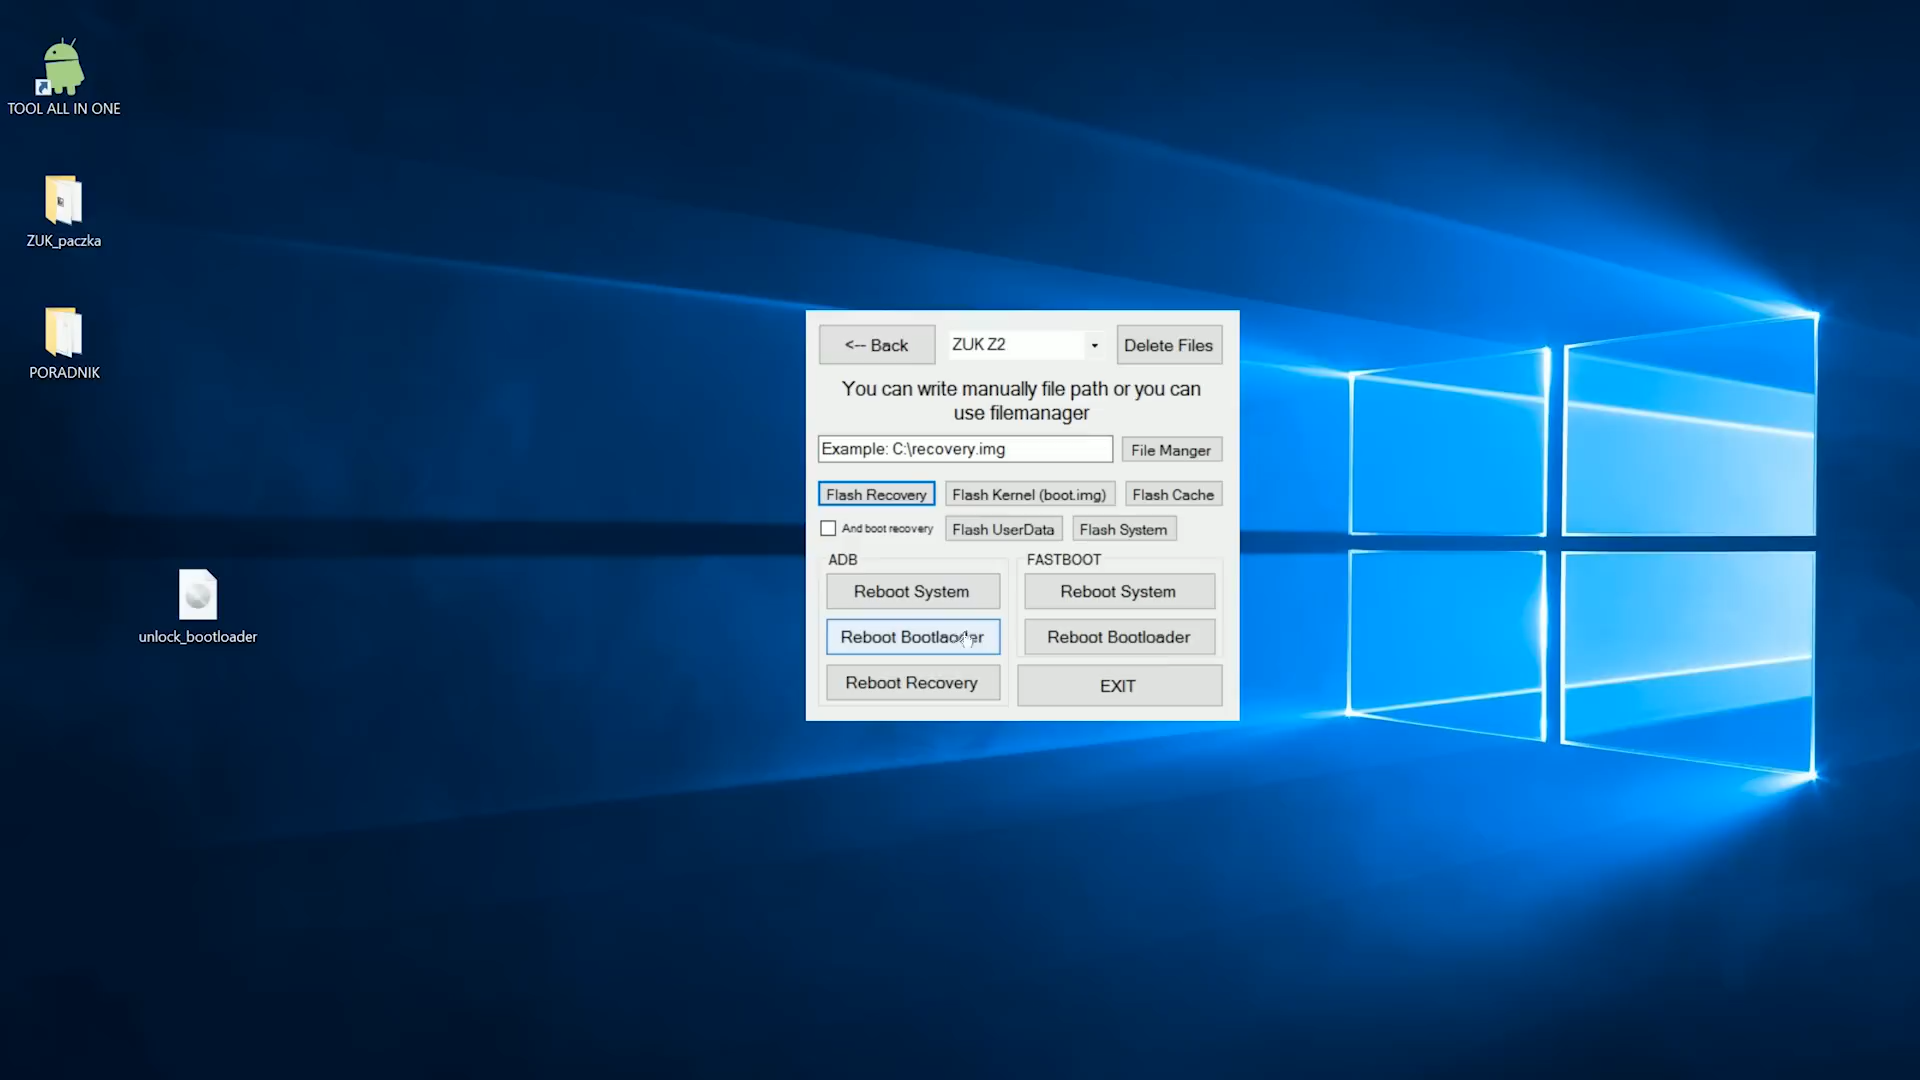 TOOL ALL IN ONE
ZUK_paczka
PORADNIK
unlock_bootloader
<-- Back
ZUK Z2
Delete Files
You can write manually file path or you can
use filemanager
Example: C:\recovery.img
File Manger
Flash Recovery
Flash Kernel (boot.img)
Flash Cache
And boot recovery
Flash UserData
Flash System
ADB
FASTBOOT
Reboot System
Reboot System
Reboot Bootlaoder
Reboot Bootloader
Reboot Recovery
EXIT